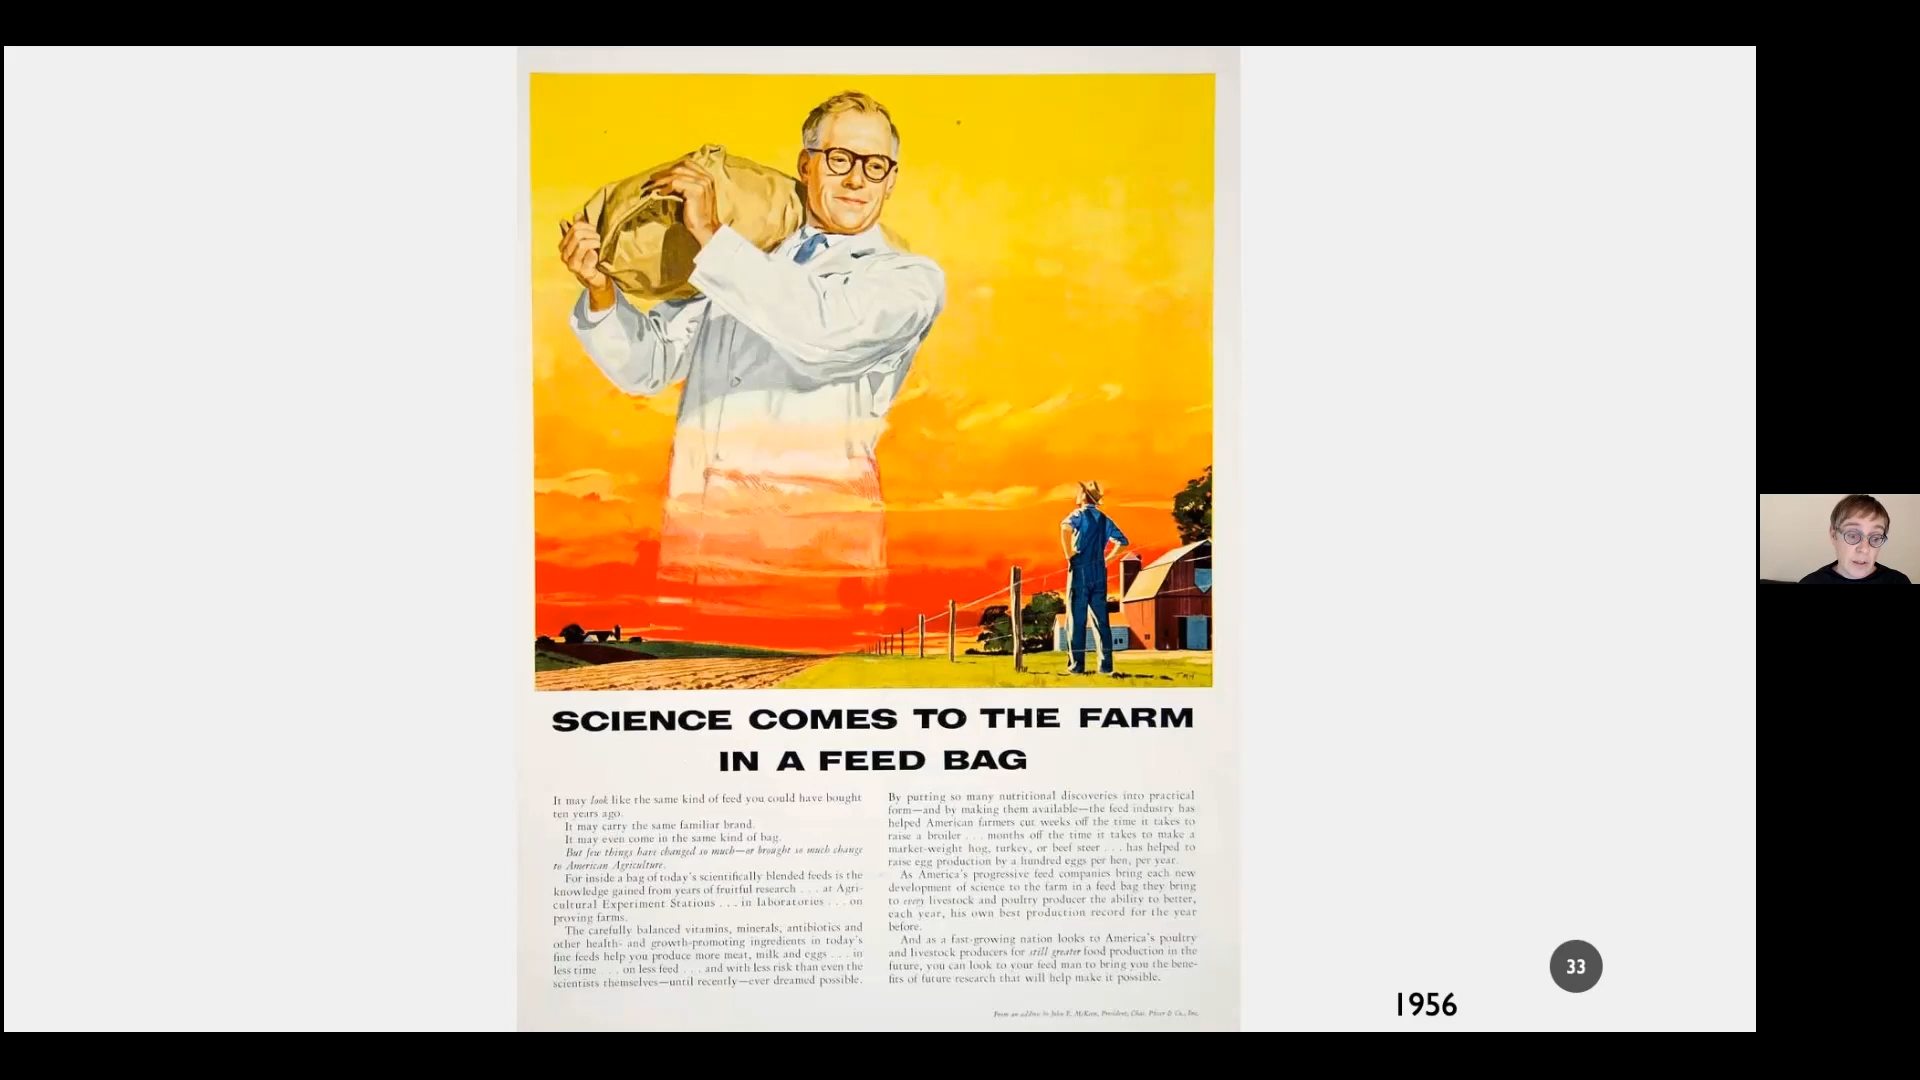 SCIENCE COMES TO THE FARM
IN A FEED BAG
It may look like the same kind of feed you could have bought
ten years ago.
It may carry the same familiar brand.
It may even come in the same kind of bag.
But few things have changed so much—or brought so much change
to American Agriculture.
For inside a bag of today's scientifically blended feeds is the
knowledge gained from years of fruitful research . . . at Agri-
cultural Experiment Stations . . . in laboratories . . . on
proving farms.
The carefully balanced vitamins, minerals, antibiotics and
other health- and growth-promoting ingredients in today's
fine feeds help you produce more meat, milk and eggs . . . in
less time . . . on less feed . . . and with less risk than even the
scientists themselves—until recently—ever dreamed possible.
By putting so many nutritional discoveries into practical
form—and by making them available—the feed industry has
helped American farmers cut weeks off the time it takes to
raise a broiler . . . months off the time it takes to make a
market-weight hog, turkey, or beef steer . . . has helped to
raise egg production by a hundred eggs per hen, per year.
As America's progressive feed companies bring each new
development of science to the farm in a feed bag they bring
to every livestock and poultry producer the ability to better,
each year, his own best production record for the year
before.
And as a fast-growing nation looks to America's poultry
and livestock producers for still greater food production in the
future, you can look to your feed man to bring you the bene-
fits of future research that will help make it possible.
From an address by John E. McKeen, President, Chas. Pfizer & Co., Inc.
33
1956